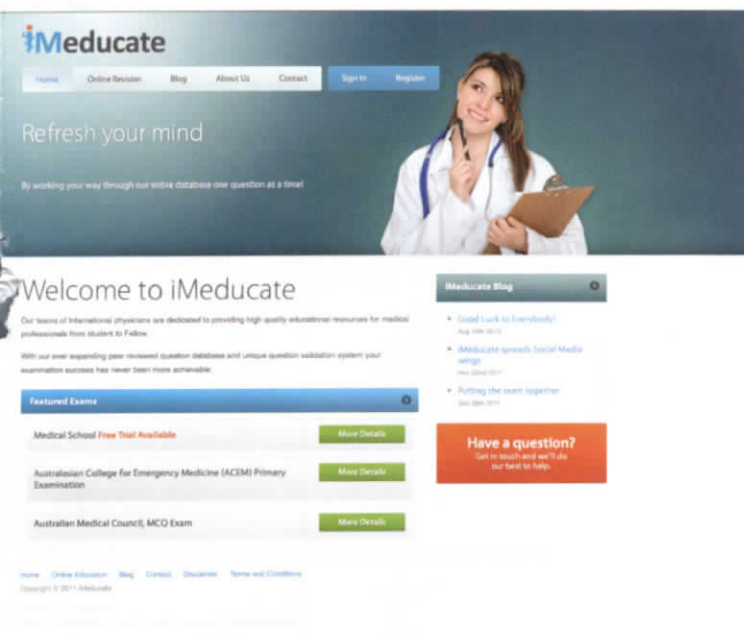 iMeducate
Home Online Revision Blog About Us Contact Sign In Register
Refresh your mind
By working your way through our entire database one question at a time!
Welcome to iMeducate
Our teams of International physicians are dedicated to providing high quality educational resources for medical
professionals from student to Fellow.
With our ever expanding peer reviewed question database and unique question validation system your
examination success has never been more achievable.
Featured Exams
Medical School Free Trial Available More Details
Australasian College for Emergency Medicine (ACEM) Primary
Examination
More Details
Australian Medical Council, MCQ Exam More Details
iMeducate Blog
Good Luck to Everybody!
iMeducate spreads Social Media
wings
Putting the team together
Have a question?
Get in touch and we'll do
our best to help.
Home Online Education Blog Contact Disclaimer Terms and Conditions
Copyright © 2011 iMeducate